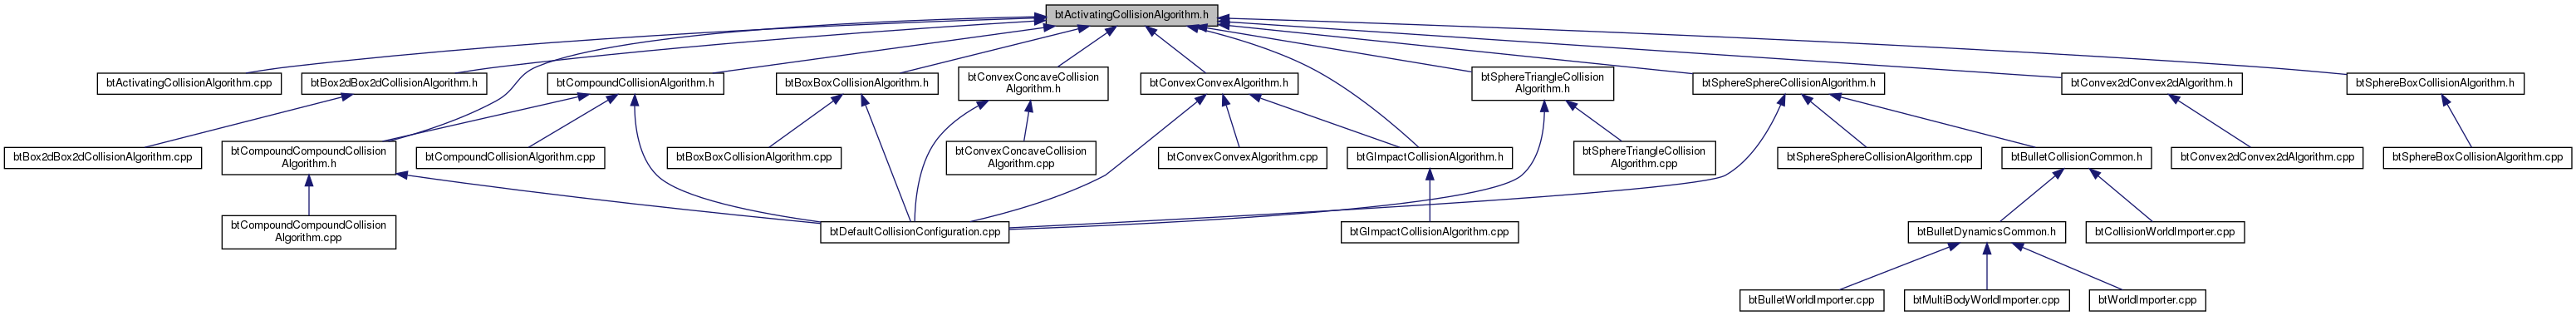 btActivatingCollisionAlgorithm.h
btActivatingCollisionAlgorithm.cpp
btBox2dBox2dCollisionAlgorithm.h
btCompoundCollisionAlgorithm.h
btBoxBoxCollisionAlgorithm.h
btConvexConcaveCollision
Algorithm.h
btConvexConvexAlgorithm.h
btSphereTriangleCollision
Algorithm.h
btSphereSphereCollisionAlgorithm.h
btConvex2dConvex2dAlgorithm.h
btSphereBoxCollisionAlgorithm.h
btBox2dBox2dCollisionAlgorithm.cpp
btCompoundCompoundCollision
Algorithm.h
btCompoundCollisionAlgorithm.cpp
btBoxBoxCollisionAlgorithm.cpp
btConvexConcaveCollision
Algorithm.cpp
btConvexConvexAlgorithm.cpp
btGImpactCollisionAlgorithm.h
btSphereTriangleCollision
Algorithm.cpp
btSphereSphereCollisionAlgorithm.cpp
btBulletCollisionCommon.h
btConvex2dConvex2dAlgorithm.cpp
btSphereBoxCollisionAlgorithm.cpp
btCompoundCompoundCollision
Algorithm.cpp
btDefaultCollisionConfiguration.cpp
btGImpactCollisionAlgorithm.cpp
btBulletDynamicsCommon.h
btCollisionWorldImporter.cpp
btBulletWorldImporter.cpp
btMultiBodyWorldImporter.cpp
btWorldImporter.cpp